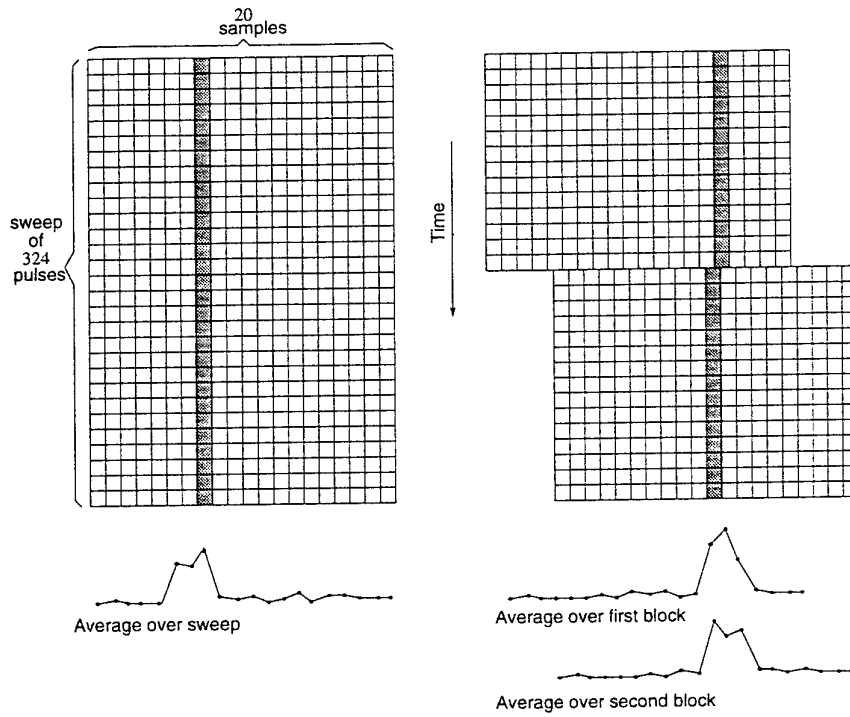 20
samples
sweep
of
324
pulses
Time
Average over sweep
Average over first block
Average over second block